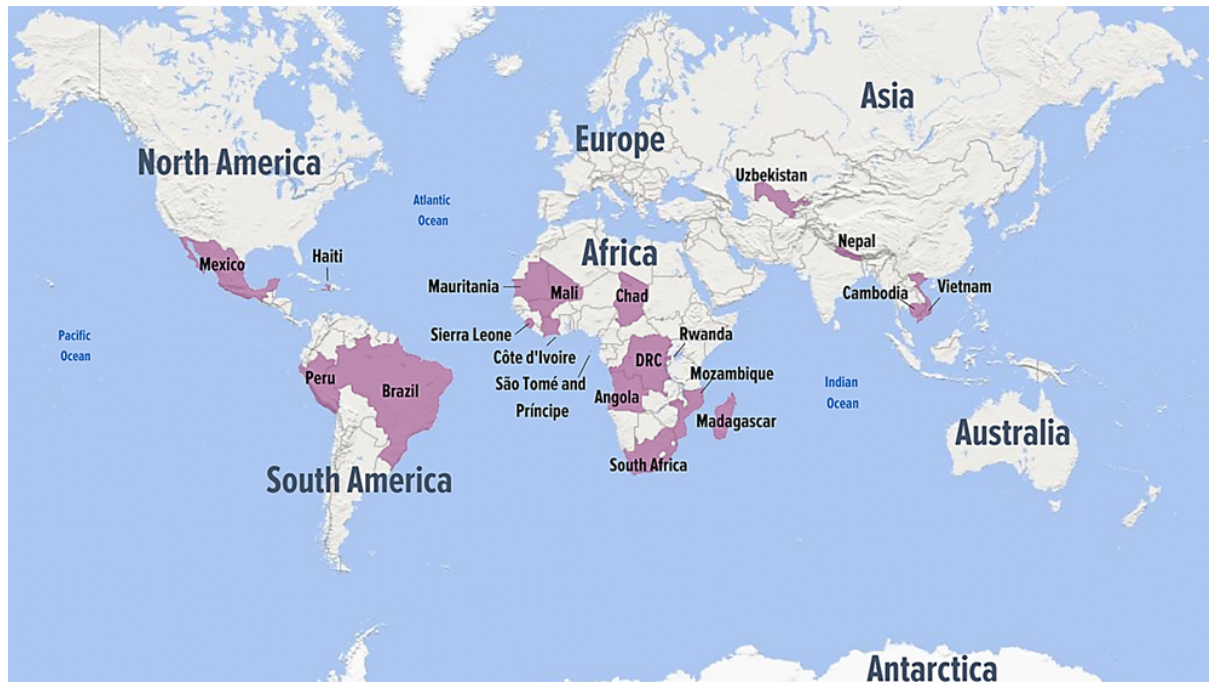 Asia
Europe
North America
Uzbekistan
Atlantic
Ocean
Africa
Nepal
Haiti
Mexico
Mauritania
Mali
Chad
Cambodia
Vietnam
Sierra Leone
Rwanda
Pacific
Ocean
Côte d'Ivoire
DRC
Mozambique
Peru
Brazil
São Tomé and
Príncipe
Angola
Indian
Ocean
Madagascar
Australia
South Africa
South America
Antarctica